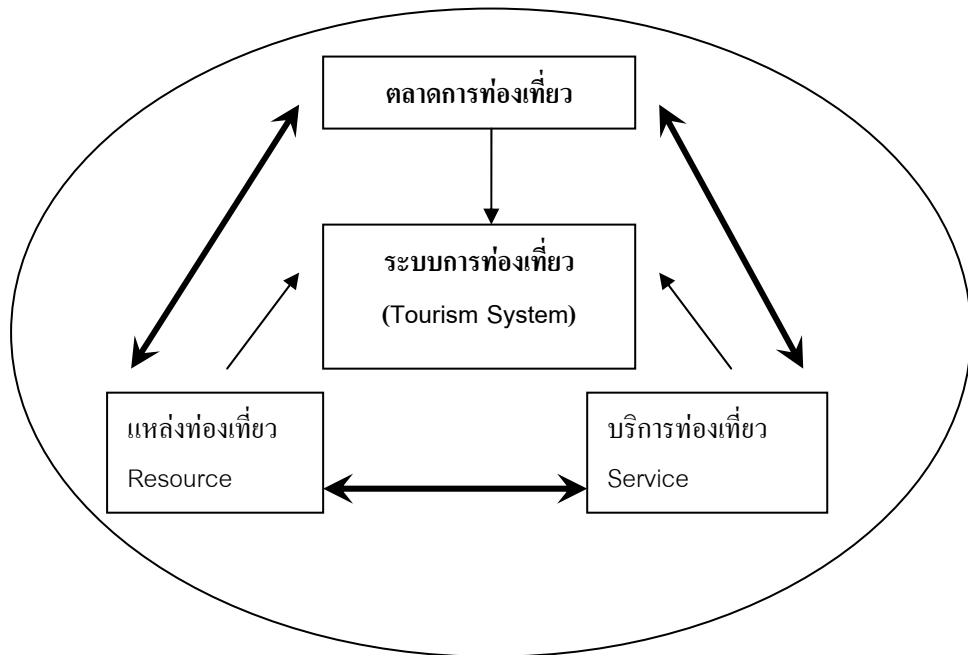 ตลาดการท่องเที่ยว
ระบบการท่องเที่ยว
(Tourism System)
แหล่งท่องเที่ยว
Resource
บริการท่องเที่ยว
Service